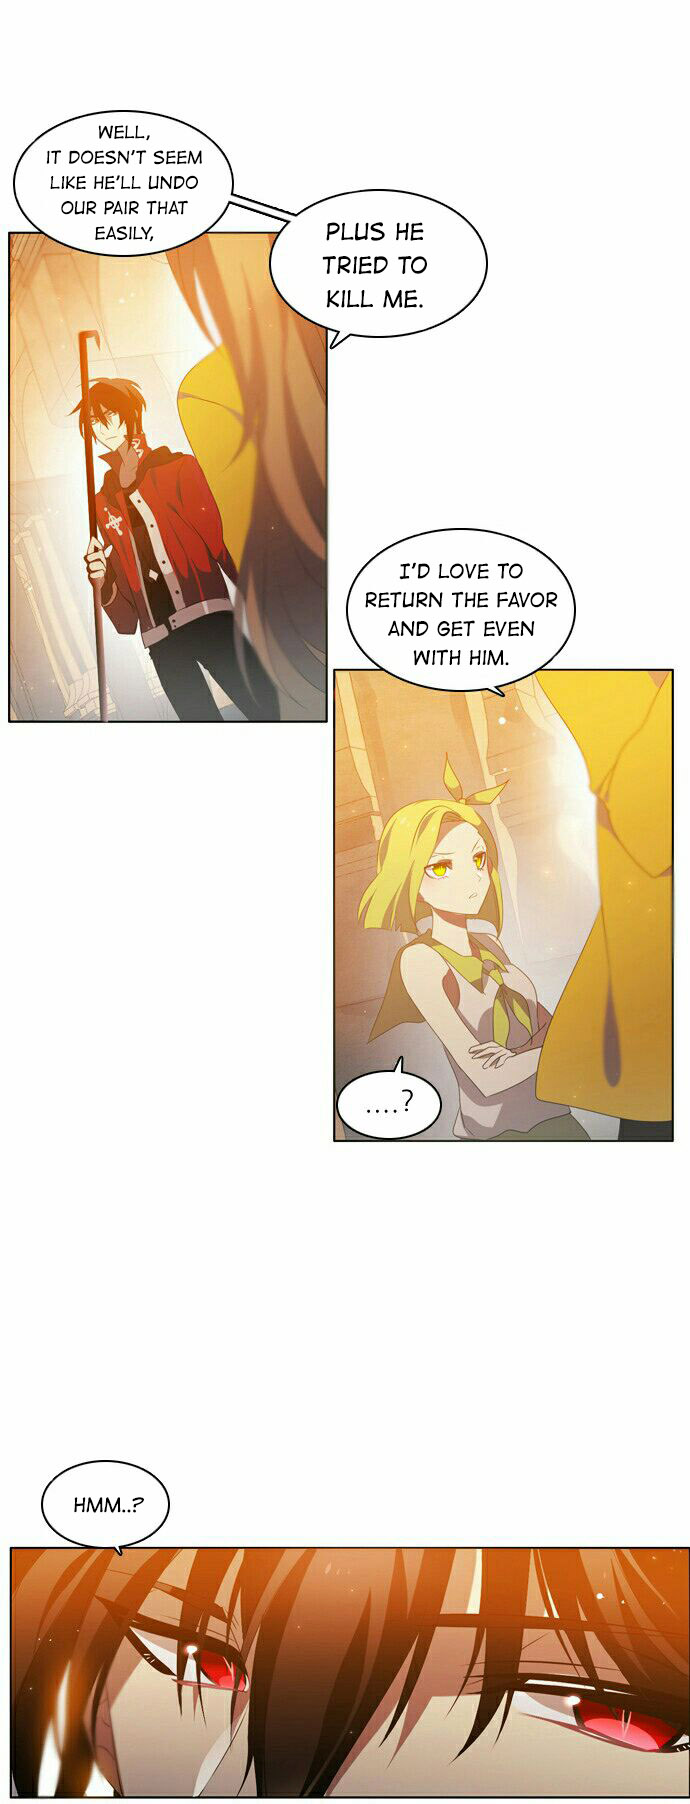 WELL,
IT DOESN'T SEEM
LIKE HE'LL UNDO
OUR PAIR THAT
EASILY,
PLUS HE
TRIED TO
KILL ME.
I'D LOVE TO
RETURN THE FAVOR
AND GET EVEN
WITH HIM.
....?
HMM..?